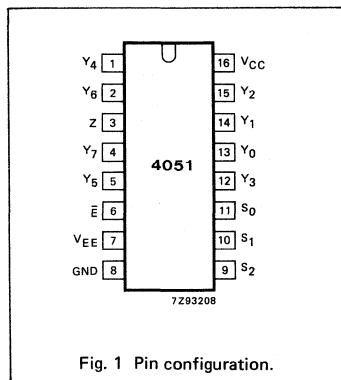 Y4 1 16 VCC
Y6 2 15 Y2
Z 3 14 Y1
Y7 4 13 Y0
4051
Y5 5 12 Y3
E̅ 6 11 S0
VEE 7 10 S1
GND 8 9 S2
7Z93208
Fig. 1 Pin configuration.